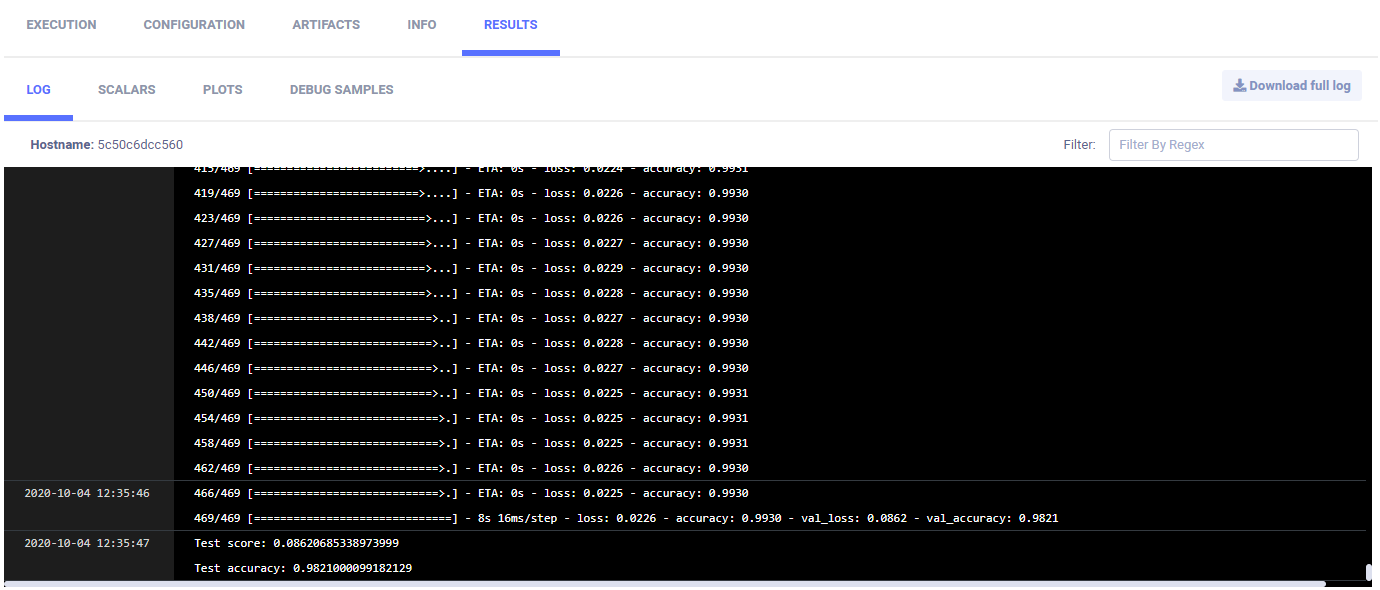 EXECUTION CONFIGURATION ARTIFACTS INFO RESULTS
LOG SCALARS PLOTS DEBUG SAMPLES Download full log
Hostname: 5c50c6dcc560 Filter: Filter By Regex
415/469 [=========================>....] - ETA: 0s - loss: 0.0224 - accuracy: 0.9931
419/469 [=========================>....] - ETA: 0s - loss: 0.0226 - accuracy: 0.9930
423/469 [==========================>...] - ETA: 0s - loss: 0.0226 - accuracy: 0.9930
427/469 [==========================>...] - ETA: 0s - loss: 0.0227 - accuracy: 0.9930
431/469 [==========================>...] - ETA: 0s - loss: 0.0229 - accuracy: 0.9930
435/469 [==========================>...] - ETA: 0s - loss: 0.0228 - accuracy: 0.9930
438/469 [===========================>..] - ETA: 0s - loss: 0.0227 - accuracy: 0.9930
442/469 [===========================>..] - ETA: 0s - loss: 0.0228 - accuracy: 0.9930
446/469 [===========================>..] - ETA: 0s - loss: 0.0227 - accuracy: 0.9930
450/469 [===========================>..] - ETA: 0s - loss: 0.0225 - accuracy: 0.9931
454/469 [============================>.] - ETA: 0s - loss: 0.0225 - accuracy: 0.9931
458/469 [============================>.] - ETA: 0s - loss: 0.0225 - accuracy: 0.9931
462/469 [============================>.] - ETA: 0s - loss: 0.0226 - accuracy: 0.9930
2020-10-04 12:35:46 466/469 [============================>.] - ETA: 0s - loss: 0.0225 - accuracy: 0.9930
469/469 [==============================] - 8s 16ms/step - loss: 0.0226 - accuracy: 0.9930 - val_loss: 0.0862 - val_accuracy: 0.9821
2020-10-04 12:35:47 Test score: 0.08620685338973999
Test accuracy: 0.9821000099182129